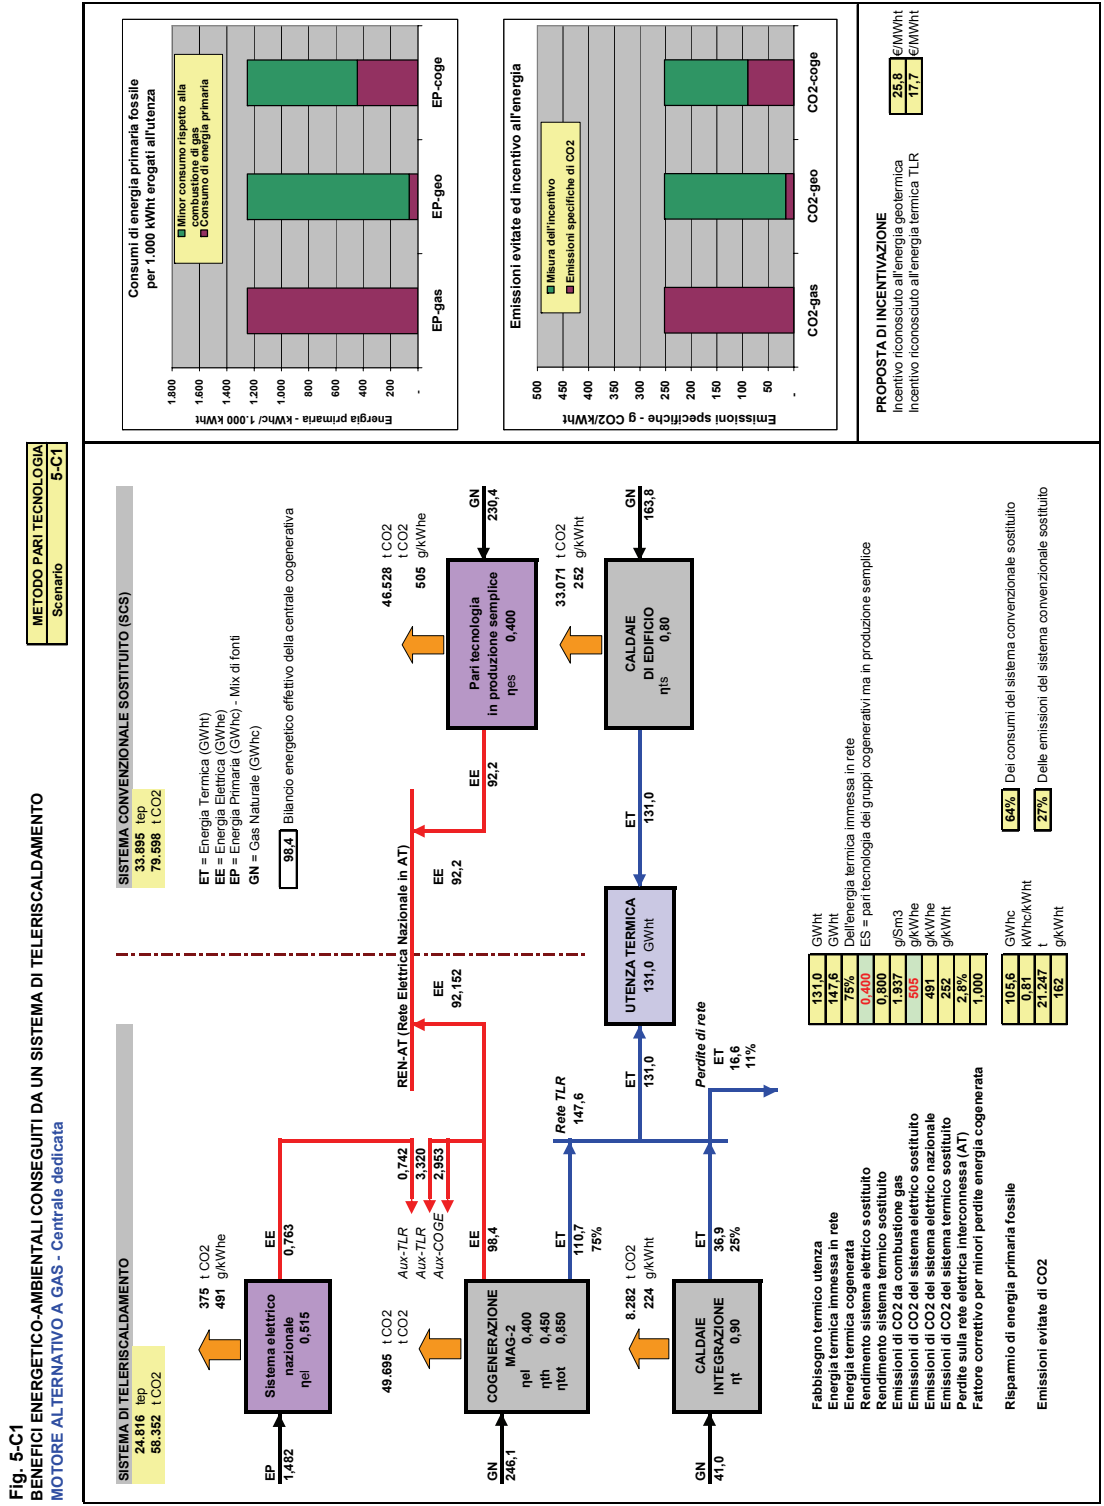 Fig. 5-C1
BENEFICI ENERGETICO-AMBIENTALI CONSEGUITI DA UN SISTEMA DI TELERISCALDAMENTO
MOTORE ALTERNATIVO A GAS - Centrale dedicata
METODO PARI TECNOLOGIA
Scenario 5-C1
SISTEMA DI TELERISCALDAMENTO
24.816 tep
58.352 t CO2
SISTEMA CONVENZIONALE SOSTITUITO (SCS)
33.895 tep
79.598 t CO2
ET = Energia Termica (GWht)
EE = Energia Elettrica (GWhe)
EP = Energia Primaria (GWhc) - Mix di fonti
GN = Gas Naturale (GWhc)
98,4 Bilancio energetico effettivo della centrale cogenerativa
375 t CO2
491 g/kWhe
EP
1,482
Sistema elettrico
nazionale
ηel 0,515
EE
0,763
Aux-TLR 0,742
Aux-TLR 3,320
Aux-COGE 2,953
REN-AT (Rete Elettrica Nazionale in AT)
EE
92,152
EE
92,2
EE
92,2
46.528 t CO2
t CO2
505 g/kWhe
Pari tecnologia
in produzione semplice
ηes 0,400
GN
230,4
49.695 t CO2
t CO2
GN
246,1
COGENERAZIONE
MAG-2
ηel 0,400
ηth 0,450
ηtot 0,850
EE
98,4
ET
110,7
75%
Rete TLR
147,6
ET
131,0
UTENZA TERMICA
131,0 GWht
ET
131,0
33.071 t CO2
252 g/kWht
CALDAIE
DI EDIFICIO
ηts 0,80
GN
163,8
8.282 t CO2
224 g/kWht
GN
41,0
CALDAIE
INTEGRAZIONE
ηt 0,90
ET
36,9
25%
Perdite di rete
ET
16,6
11%
Fabbisogno termico utenza 131,0 GWht
Energia termica immessa in rete 147,6 GWht
Energia termica cogenerata 75% Dell'energia termica immessa in rete
Rendimento sistema elettrico sostituito 0,400 ES = pari tecnologia dei gruppi cogenerativi ma in produzione semplice
Rendimento sistema termico sostituito 0,800
Emissioni di CO2 da combustione gas 1.937 g/Sm3
Emissioni di CO2 del sistema elettrico sostituito 505 g/kWhe
Emissioni di CO2 del sistema elettrico nazionale 491 g/kWhe
Emissioni di CO2 del sistema termico sostituito 252 g/kWht
Perdite sulla rete elettrica interconnessa (AT) 2,8%
Fattore correttivo per minori perdite energia cogenerata 1,000
Risparmio di energia primaria fossile 105,6 GWhc 64% Dei consumi del sistema convenzionale sostituito
0,81 kWhc/kWht
Emissioni evitate di CO2 21.247 t 27% Delle emissioni del sistema convenzionale sostituito
162 g/kWht
Consumi di energia primaria fossile
per 1.000 kWht erogati all'utenza
Energia primaria - kWhc/ 1.000 kWht
1.800
1.600
1.400
1.200
1.000
800
600
400
200
-
Minor consumo rispetto alla
combustione di gas
Consumo di energia primaria
EP-gas
EP-geo
EP-coge
Emissioni evitate ed incentivo all'energia
Emissioni specifiche - g CO2/kWht
500
450
400
350
300
250
200
150
100
50
-
Misura dell'incentivo
Emissioni specifiche di CO2
CO2-gas
CO2-geo
CO2-coge
PROPOSTA DI INCENTIVAZIONE
Incentivo riconosciuto all'energia geotermica 25,8 €/MWht
Incentivo riconosciuto all'energia termica TLR 17,7 €/MWht